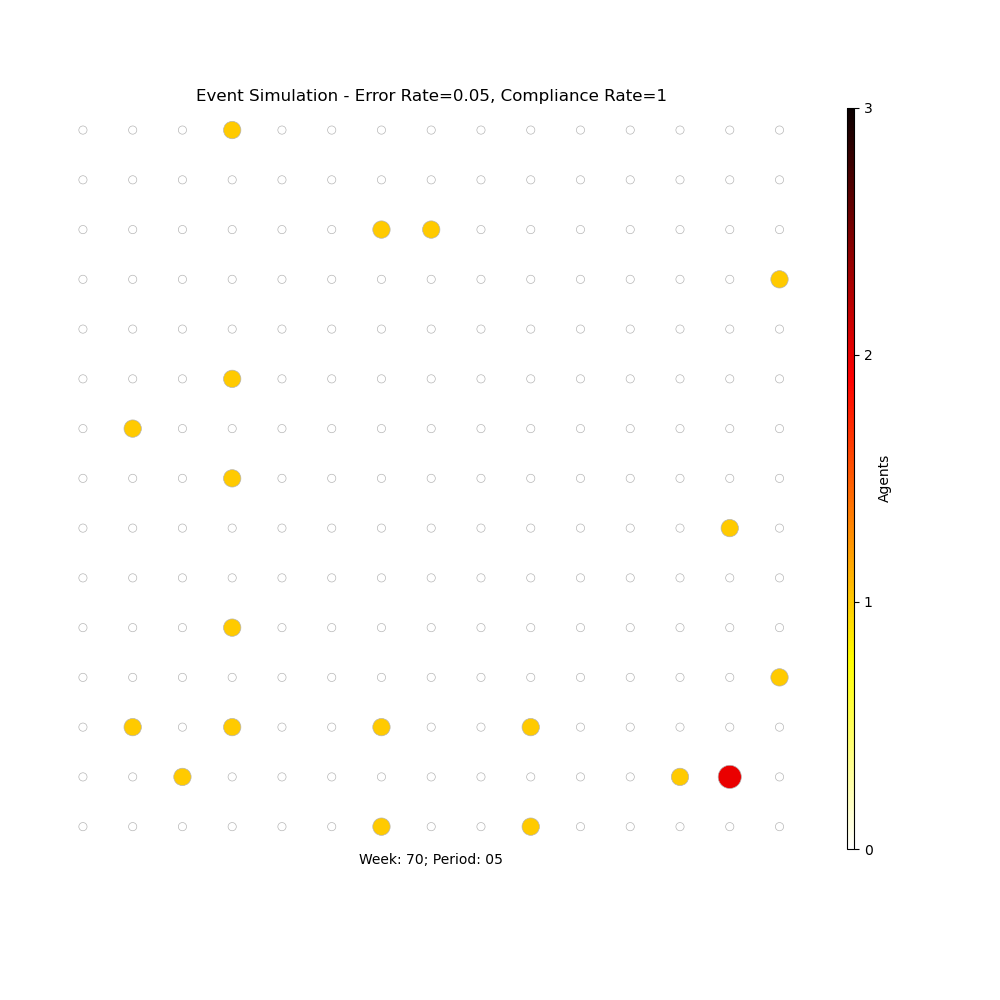 Event Simulation - Error Rate=0.05, Compliance Rate=1
3
2
Agents
1
0
Week: 70; Period: 05